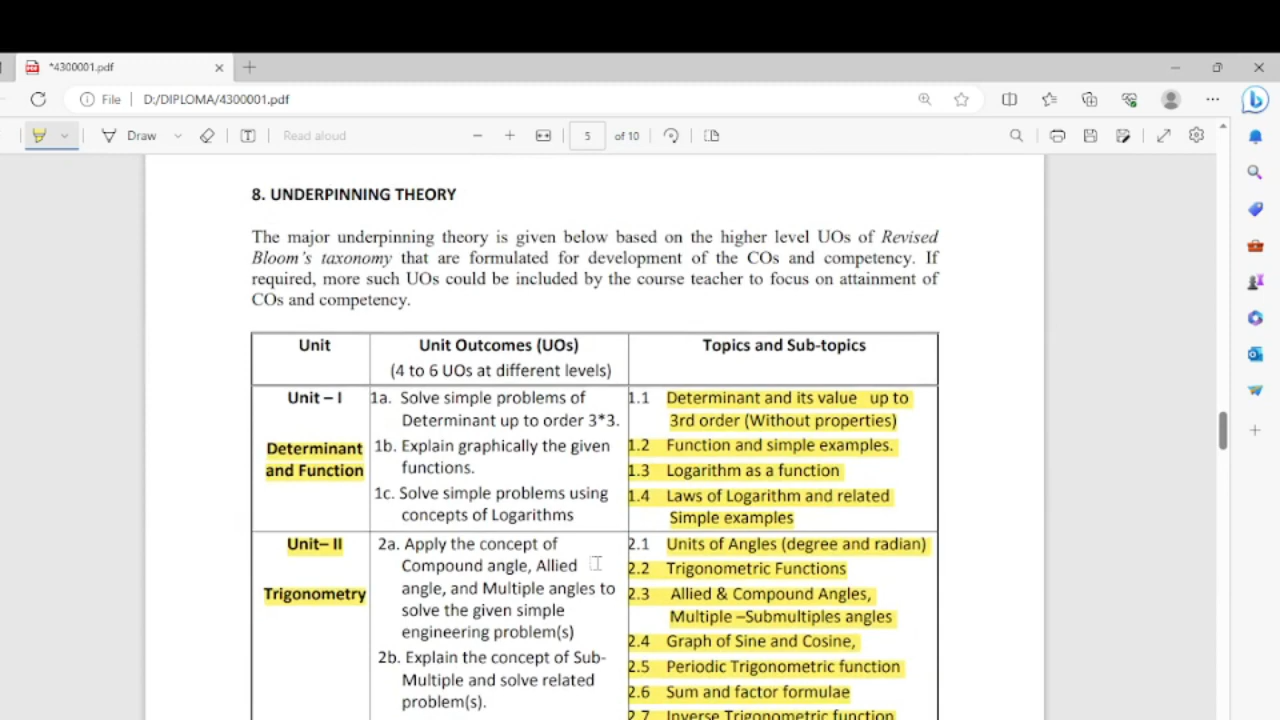 *4300001.pdf
File D:/DIPLOMA/4300001.pdf
Draw Read aloud 5 of 10
8. UNDERPINNING THEORY
The major underpinning theory is given below based on the higher level UOs of Revised
Bloom's taxonomy that are formulated for development of the COs and competency. If
required, more such UOs could be included by the course teacher to focus on attainment of
COs and competency.
Unit Unit Outcomes (UOs) Topics and Sub-topics
(4 to 6 UOs at different levels)
Unit – I
Determinant
and Function
1a. Solve simple problems of
Determinant up to order 3*3.
1b. Explain graphically the given
functions.
1c. Solve simple problems using
concepts of Logarithms
1.1 Determinant and its value up to
3rd order (Without properties)
1.2 Function and simple examples.
1.3 Logarithm as a function
1.4 Laws of Logarithm and related
Simple examples
Unit– II
Trigonometry
2a. Apply the concept of
Compound angle, Allied
angle, and Multiple angles to
solve the given simple
engineering problem(s)
2b. Explain the concept of Sub-
Multiple and solve related
problem(s).
2.1 Units of Angles (degree and radian)
2.2 Trigonometric Functions
2.3 Allied & Compound Angles,
Multiple –Submultiples angles
2.4 Graph of Sine and Cosine,
2.5 Periodic Trigonometric function
2.6 Sum and factor formulae
2.7 Inverse Trigonometric function